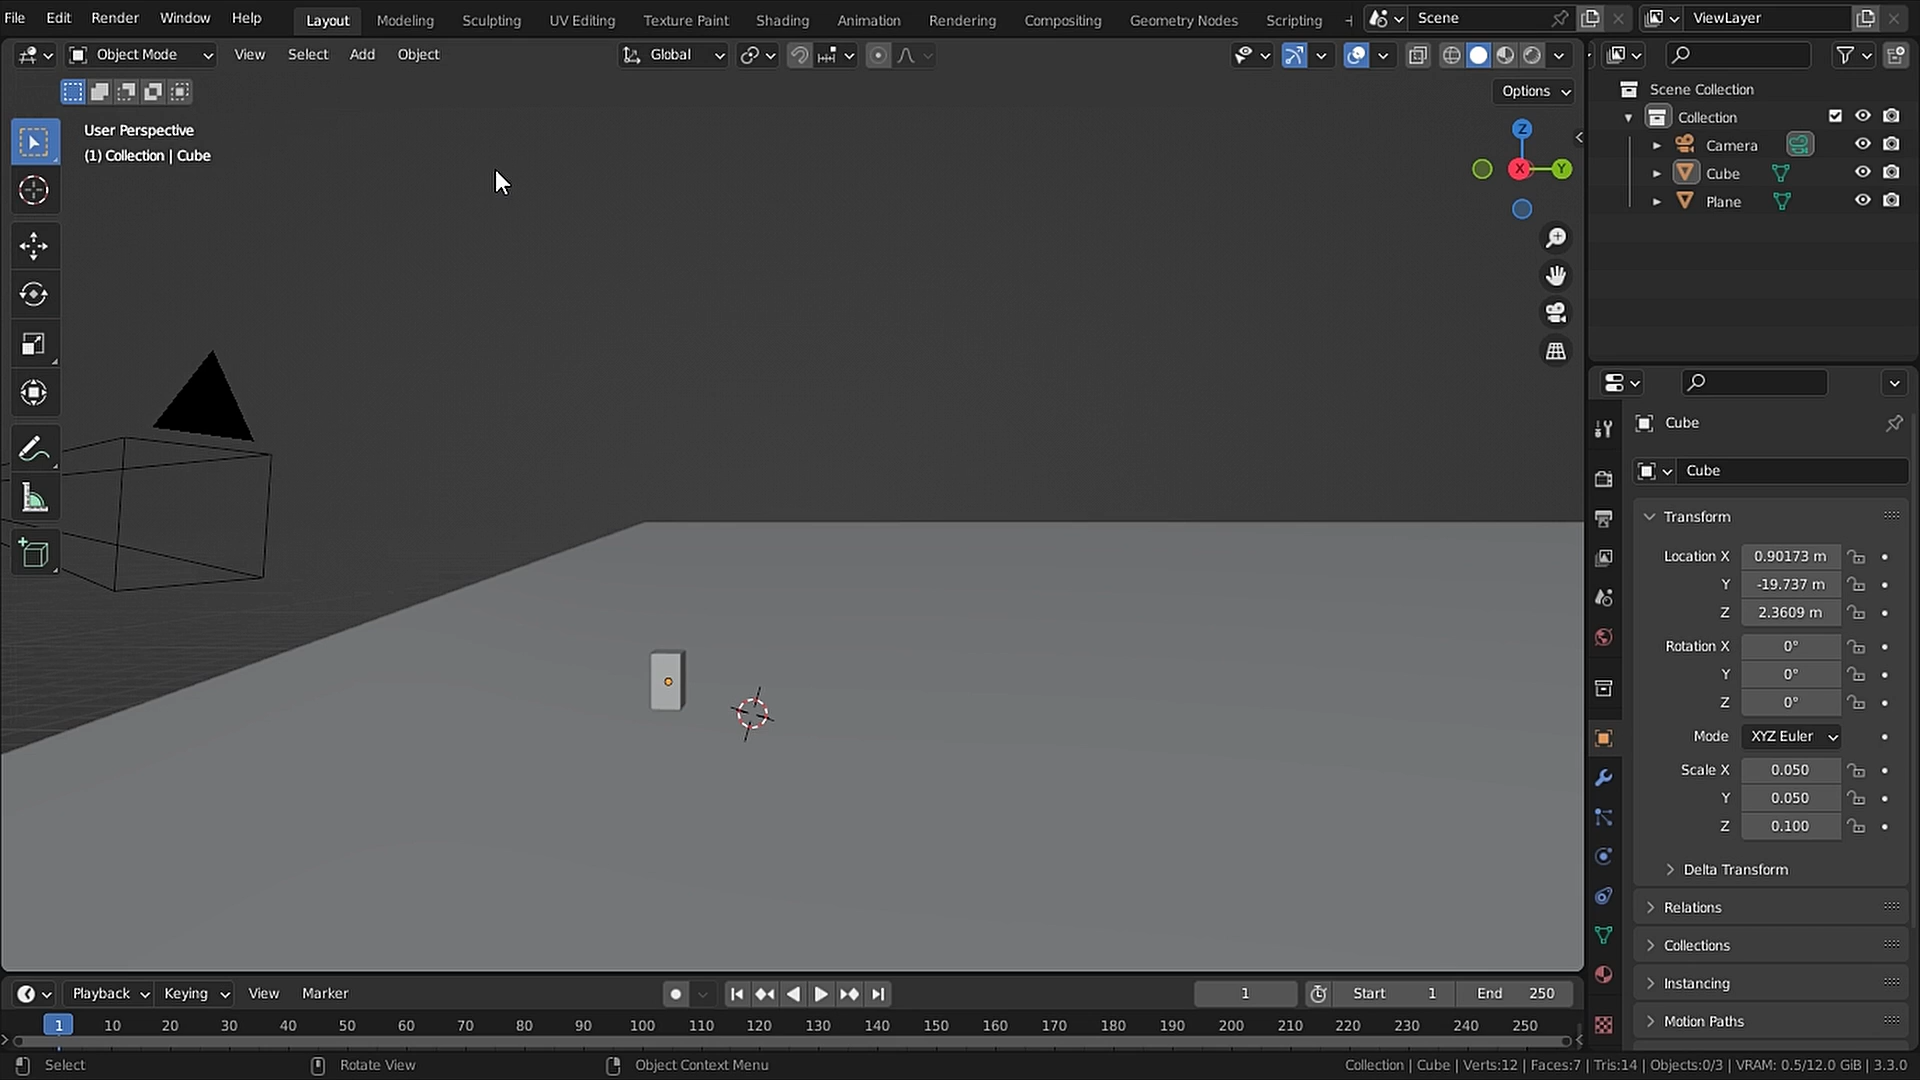 File Edit Render Window Help Layout Modeling Sculpting UV Editing Texture Paint Shading Animation Rendering Compositing Geometry Nodes Scripting Scene ViewLayer
Object Mode View Select Add Object Global
Options
User Perspective
(1) Collection | Cube
Z
X
Y
Scene Collection
Collection
Camera
Cube
Plane
Cube
Cube
Transform
Location X 0.90173 m
Y -19.737 m
Z 2.3609 m
Rotation X 0°
Y 0°
Z 0°
Mode XYZ Euler
Scale X 0.050
Y 0.050
Z 0.100
Delta Transform
Relations
Collections
Instancing
Motion Paths
Playback Keying View Marker 1 Start 1 End 250
1 10 20 30 40 50 60 70 80 90 100 110 120 130 140 150 160 170 180 190 200 210 220 230 240 250
Select Rotate View Object Context Menu Collection | Cube | Verts:12 | Faces:7 | Tris:14 | Objects:0/3 | VRAM: 0.5/12.0 GiB | 3.3.0